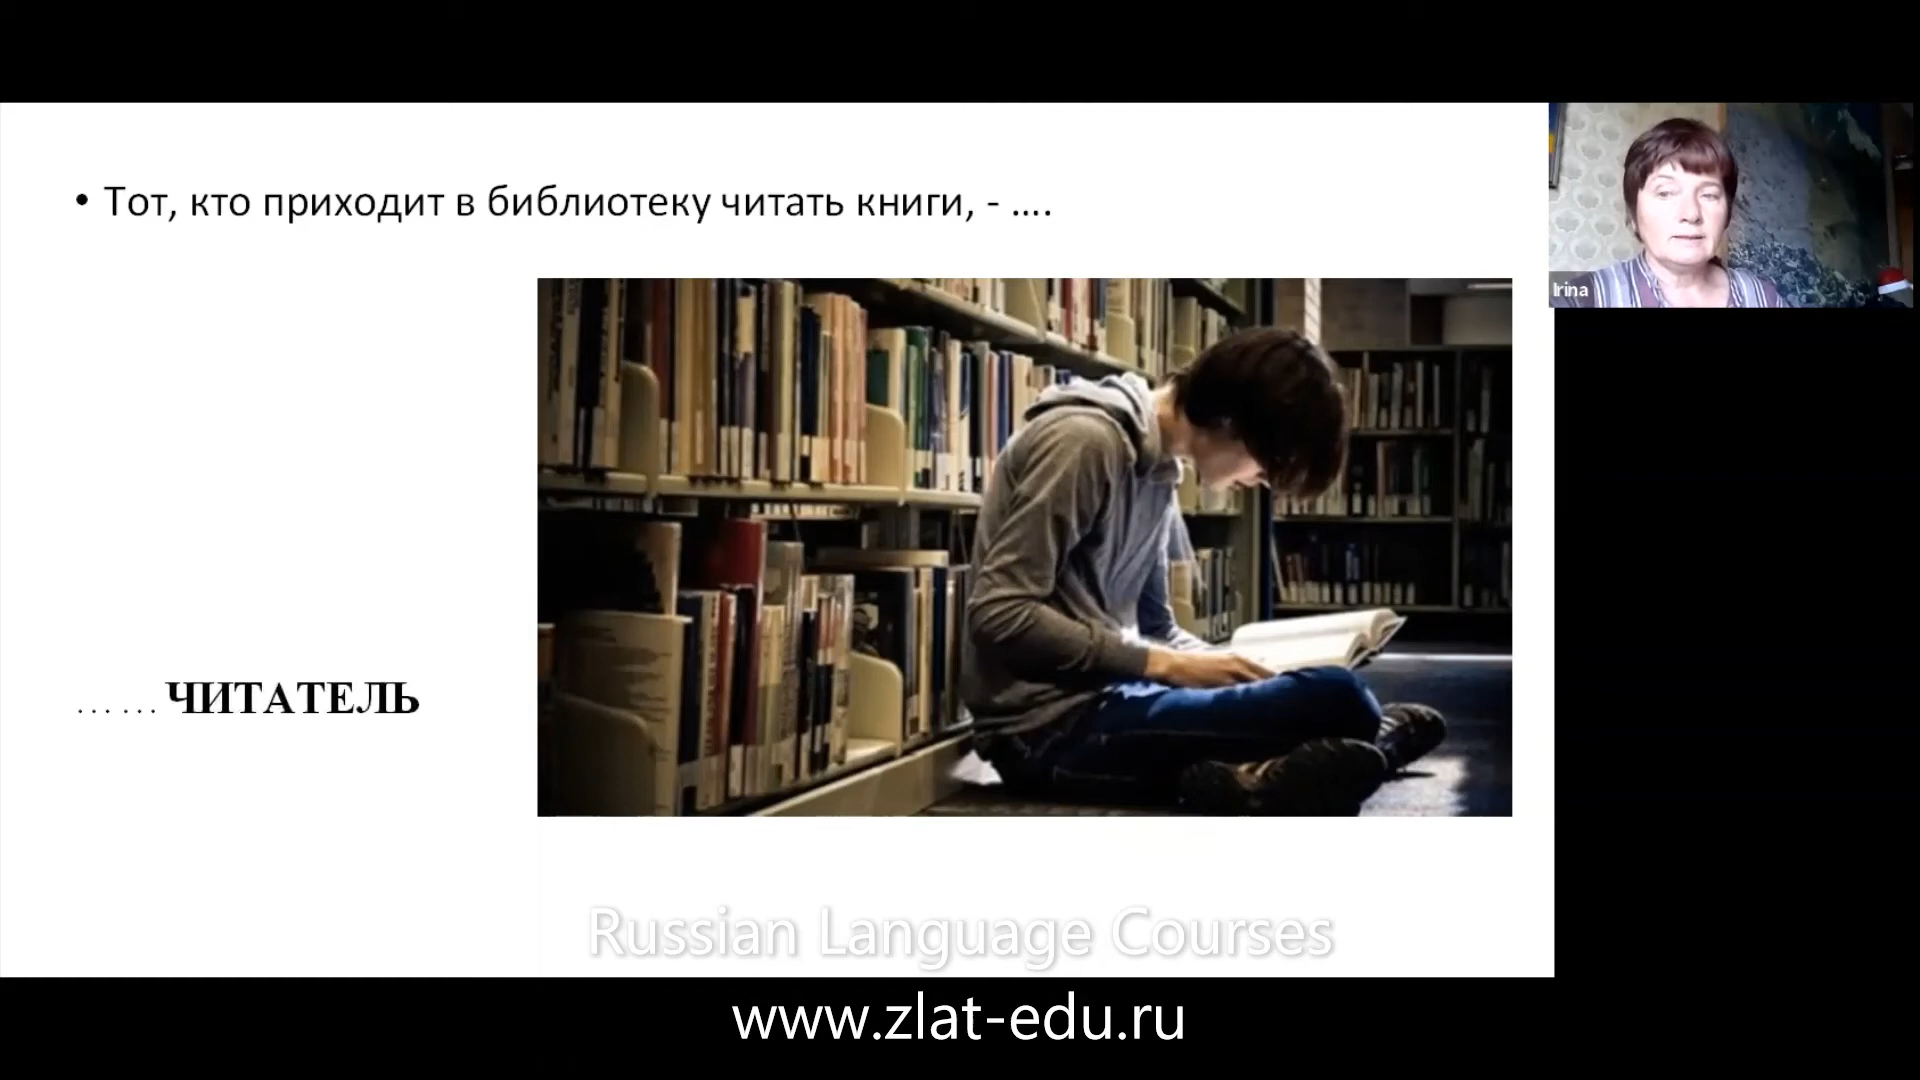 • Тот, кто приходит в библиотеку читать книги, - ....
Irina
...... ЧИТАТЕЛЬ
Russian Language Courses
www.zlat-edu.ru